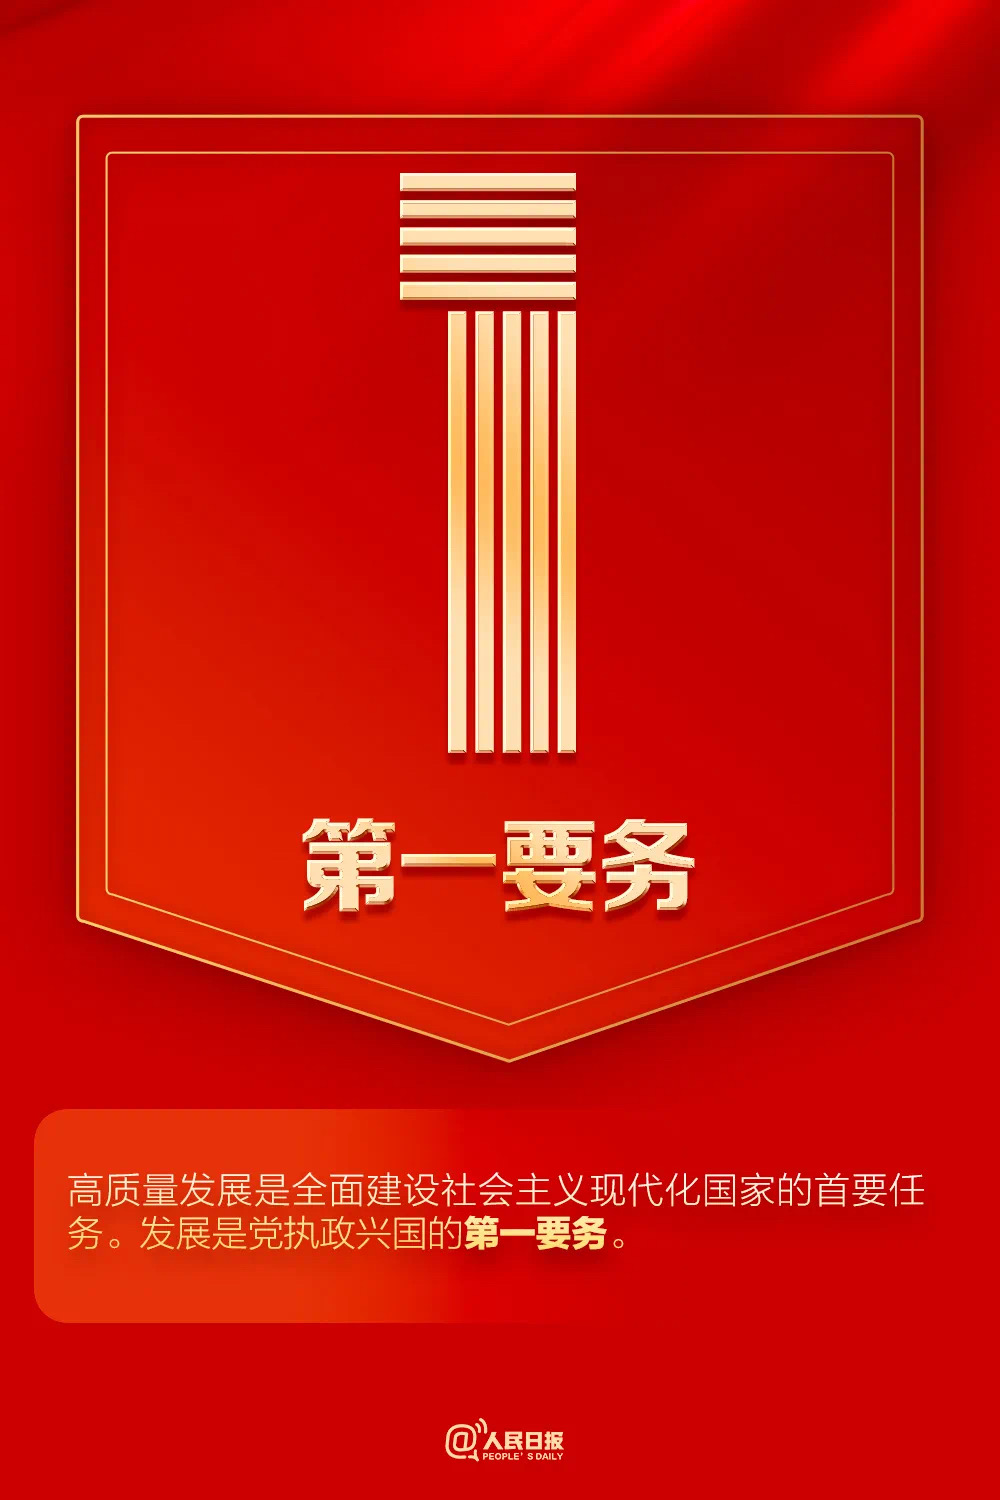 1
第一要务
高质量发展是全面建设社会主义现代化国家的首要任
务。发展是党执政兴国的第一要务。
@人民日报
PEOPLE'S DAILY